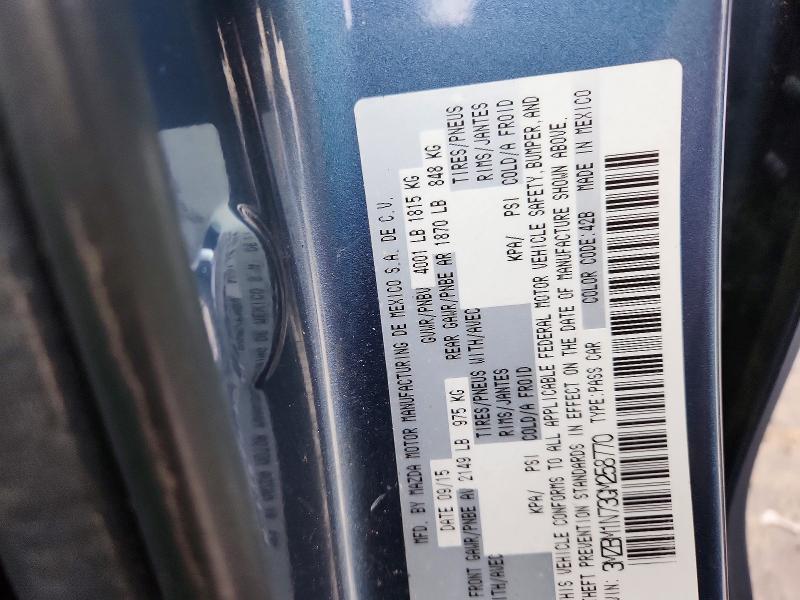 MFD. BY MAZDA MOTOR MANUFACTURING DE MEXICO S.A. DE C.V.
DATE 09/15 GVWR/PNBV 4001 LB 1815 KG
FRONT GAWR/PNBE AV 2149 LB 975 KG REAR GAWR/PNBE AR 1870 LB 848 KG
WITH/AVEC TIRES/PNEUS WITH/AVEC TIRES/PNEUS
RIMS/JANTES RIMS/JANTES
KPA/ PSI COLD/A FROID KPA/ PSI COLD/A FROID
THIS VEHICLE CONFORMS TO ALL APPLICABLE FEDERAL MOTOR VEHICLE SAFETY, BUMPER, AND
THEFT PREVENTION STANDARDS IN EFFECT ON THE DATE OF MANUFACTURE SHOWN ABOVE.
COLOR CODE:42B MADE IN MEXICO
VIN: 3MZBM1N73GM258770 TYPE:PASS CAR